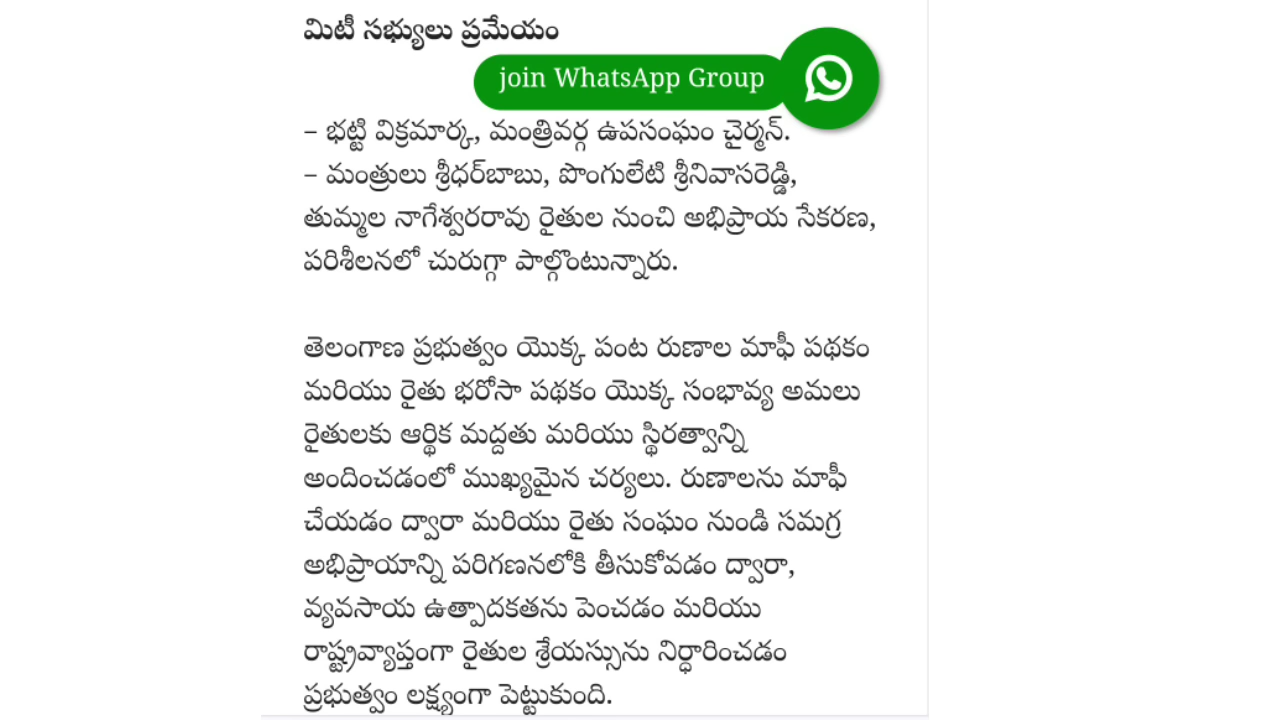 మిటీ సభ్యులు ప్రమేయం
join WhatsApp Group
– భట్టి విక్రమార్క, మంత్రివర్గ ఉపసంఘం చైర్మన్.
– మంత్రులు శ్రీధర్‌బాబు, పొంగులేటి శ్రీనివాసరెడ్డి,
తుమ్మల నాగేశ్వరరావు రైతుల నుంచి అభిప్రాయ సేకరణ,
పరిశీలనలో చురుగ్గా పాల్గొంటున్నారు.
తెలంగాణ ప్రభుత్వం యొక్క పంట రుణాల మాఫీ పథకం
మరియు రైతు భరోసా పథకం యొక్క సంభావ్య అమలు
రైతులకు ఆర్థిక మద్దతు మరియు స్థిరత్వాన్ని
అందించడంలో ముఖ్యమైన చర్యలు. రుణాలను మాఫీ
చేయడం ద్వారా మరియు రైతు సంఘం నుండి సమగ్ర
అభిప్రాయాన్ని పరిగణనలోకి తీసుకోవడం ద్వారా,
వ్యవసాయ ఉత్పాదకతను పెంచడం మరియు
రాష్ట్రవ్యాప్తంగా రైతుల శ్రేయస్సును నిర్ధారించడం
ప్రభుత్వం లక్ష్యంగా పెట్టుకుంది.